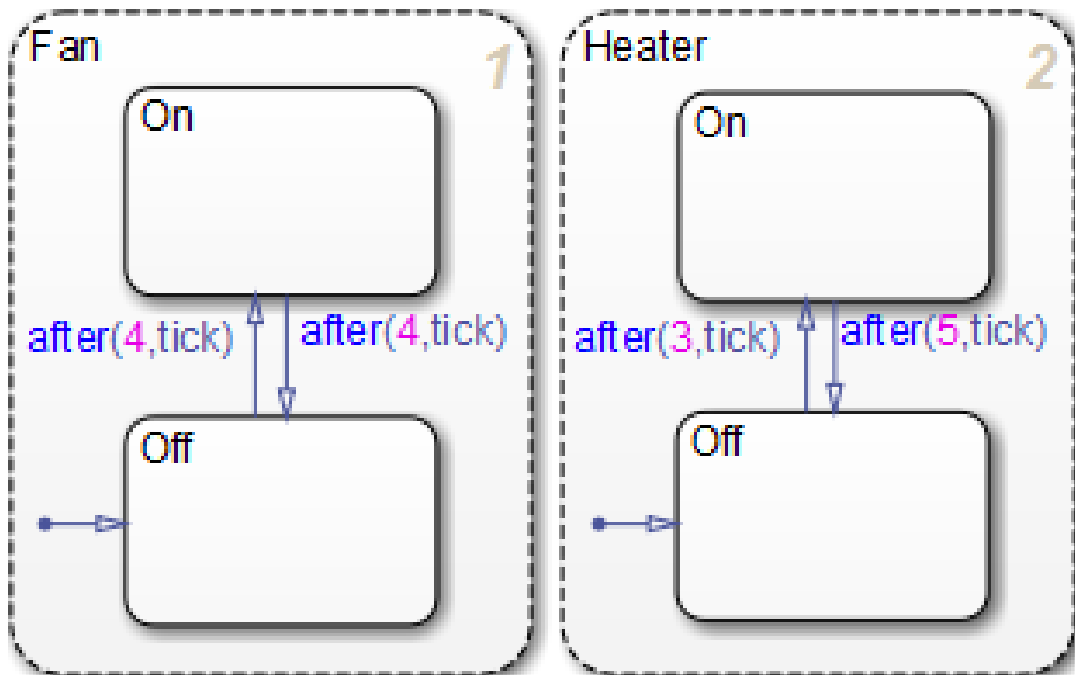 Fan
1
On
after(4,tick)
after(4,tick)
Off
Heater
2
On
after(3,tick)
after(5,tick)
Off